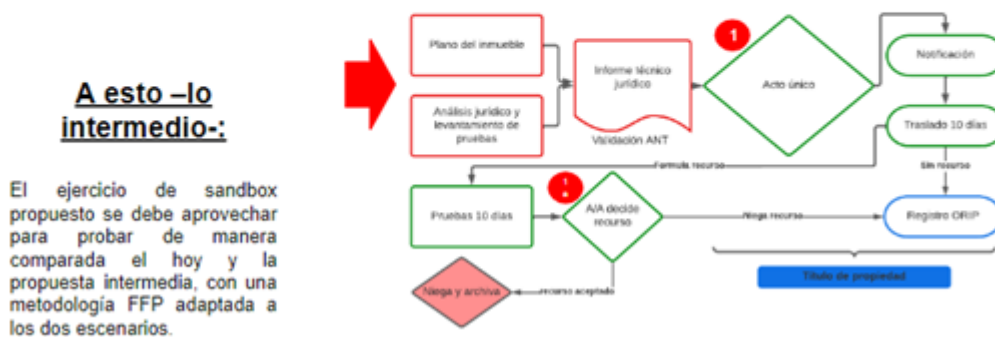 A esto –lo
intermedio-:
El ejercicio de sandbox
propuesto se debe aprovechar
para probar de manera
comparada el hoy y la
propuesta intermedia, con una
metodología FFP adaptada a
los dos escenarios.
Plano del inmueble
Análisis jurídico y
levantamiento de
pruebas
Informe técnico
jurídico
Validación ANT
1
Acto único
Notificación
Traslado 10 días
Formula recurso
Sin recurso
Pruebas 10 días
1
A/A decide
recurso
Niega recurso
Registro ORIP
Título de propiedad
recurso aceptado
Niega y archiva